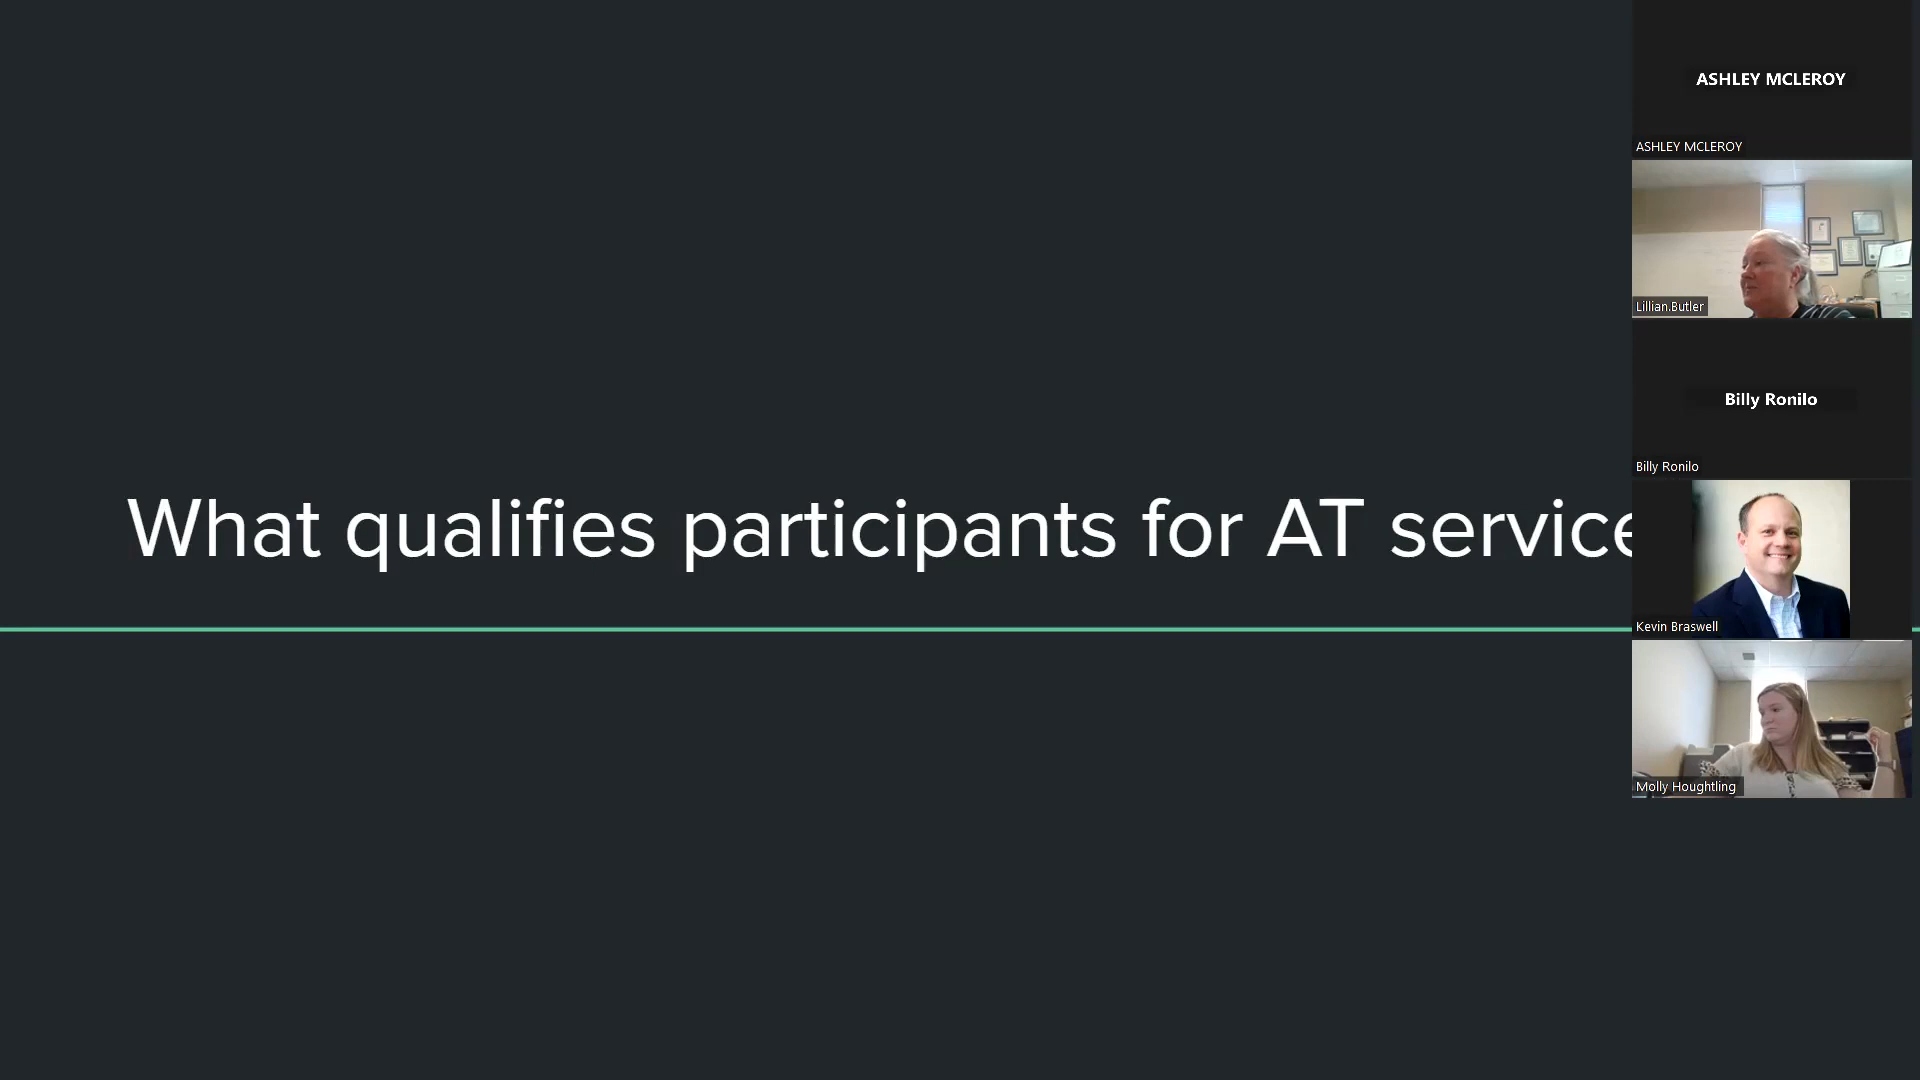 ASHLEY MCLEROY
ASHLEY MCLEROY
Lillian.Butler
Billy Ronilo
Billy Ronilo
What qualifies participants for AT service
Kevin Braswell
Molly Houghtling